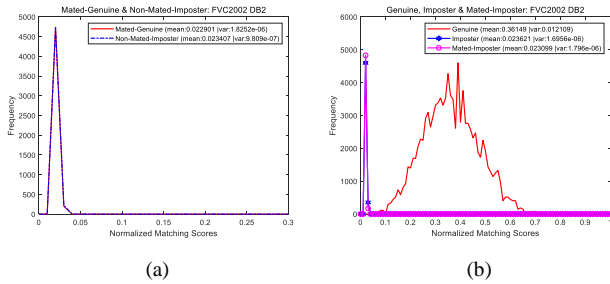 Mated-Genuine & Non-Mated-Imposter: FVC2002 DB2
Mated-Genuine (mean:0.022901 |var:1.8252e-06)
Non-Mated-Imposter (mean:0.023407 |var:9.809e-07)
5000
4500
4000
3500
3000
2500
2000
1500
1000
500
0
Frequency
0 0.05 0.1 0.15 0.2 0.25 0.3
Normalized Matching Scores
(a)
Genuine, Imposter & Mated-Imposter: FVC2002 DB2
Genuine (mean:0.36149 |var:0.012109)
Imposter (mean:0.023621 |var:1.6956e-06)
Mated-Imposter (mean:0.023099 |var:1.796e-06)
6000
5000
4000
3000
2000
1000
0
Frequency
0 0.1 0.2 0.3 0.4 0.5 0.6 0.7 0.8 0.9
Normalized Matching Scores
(b)